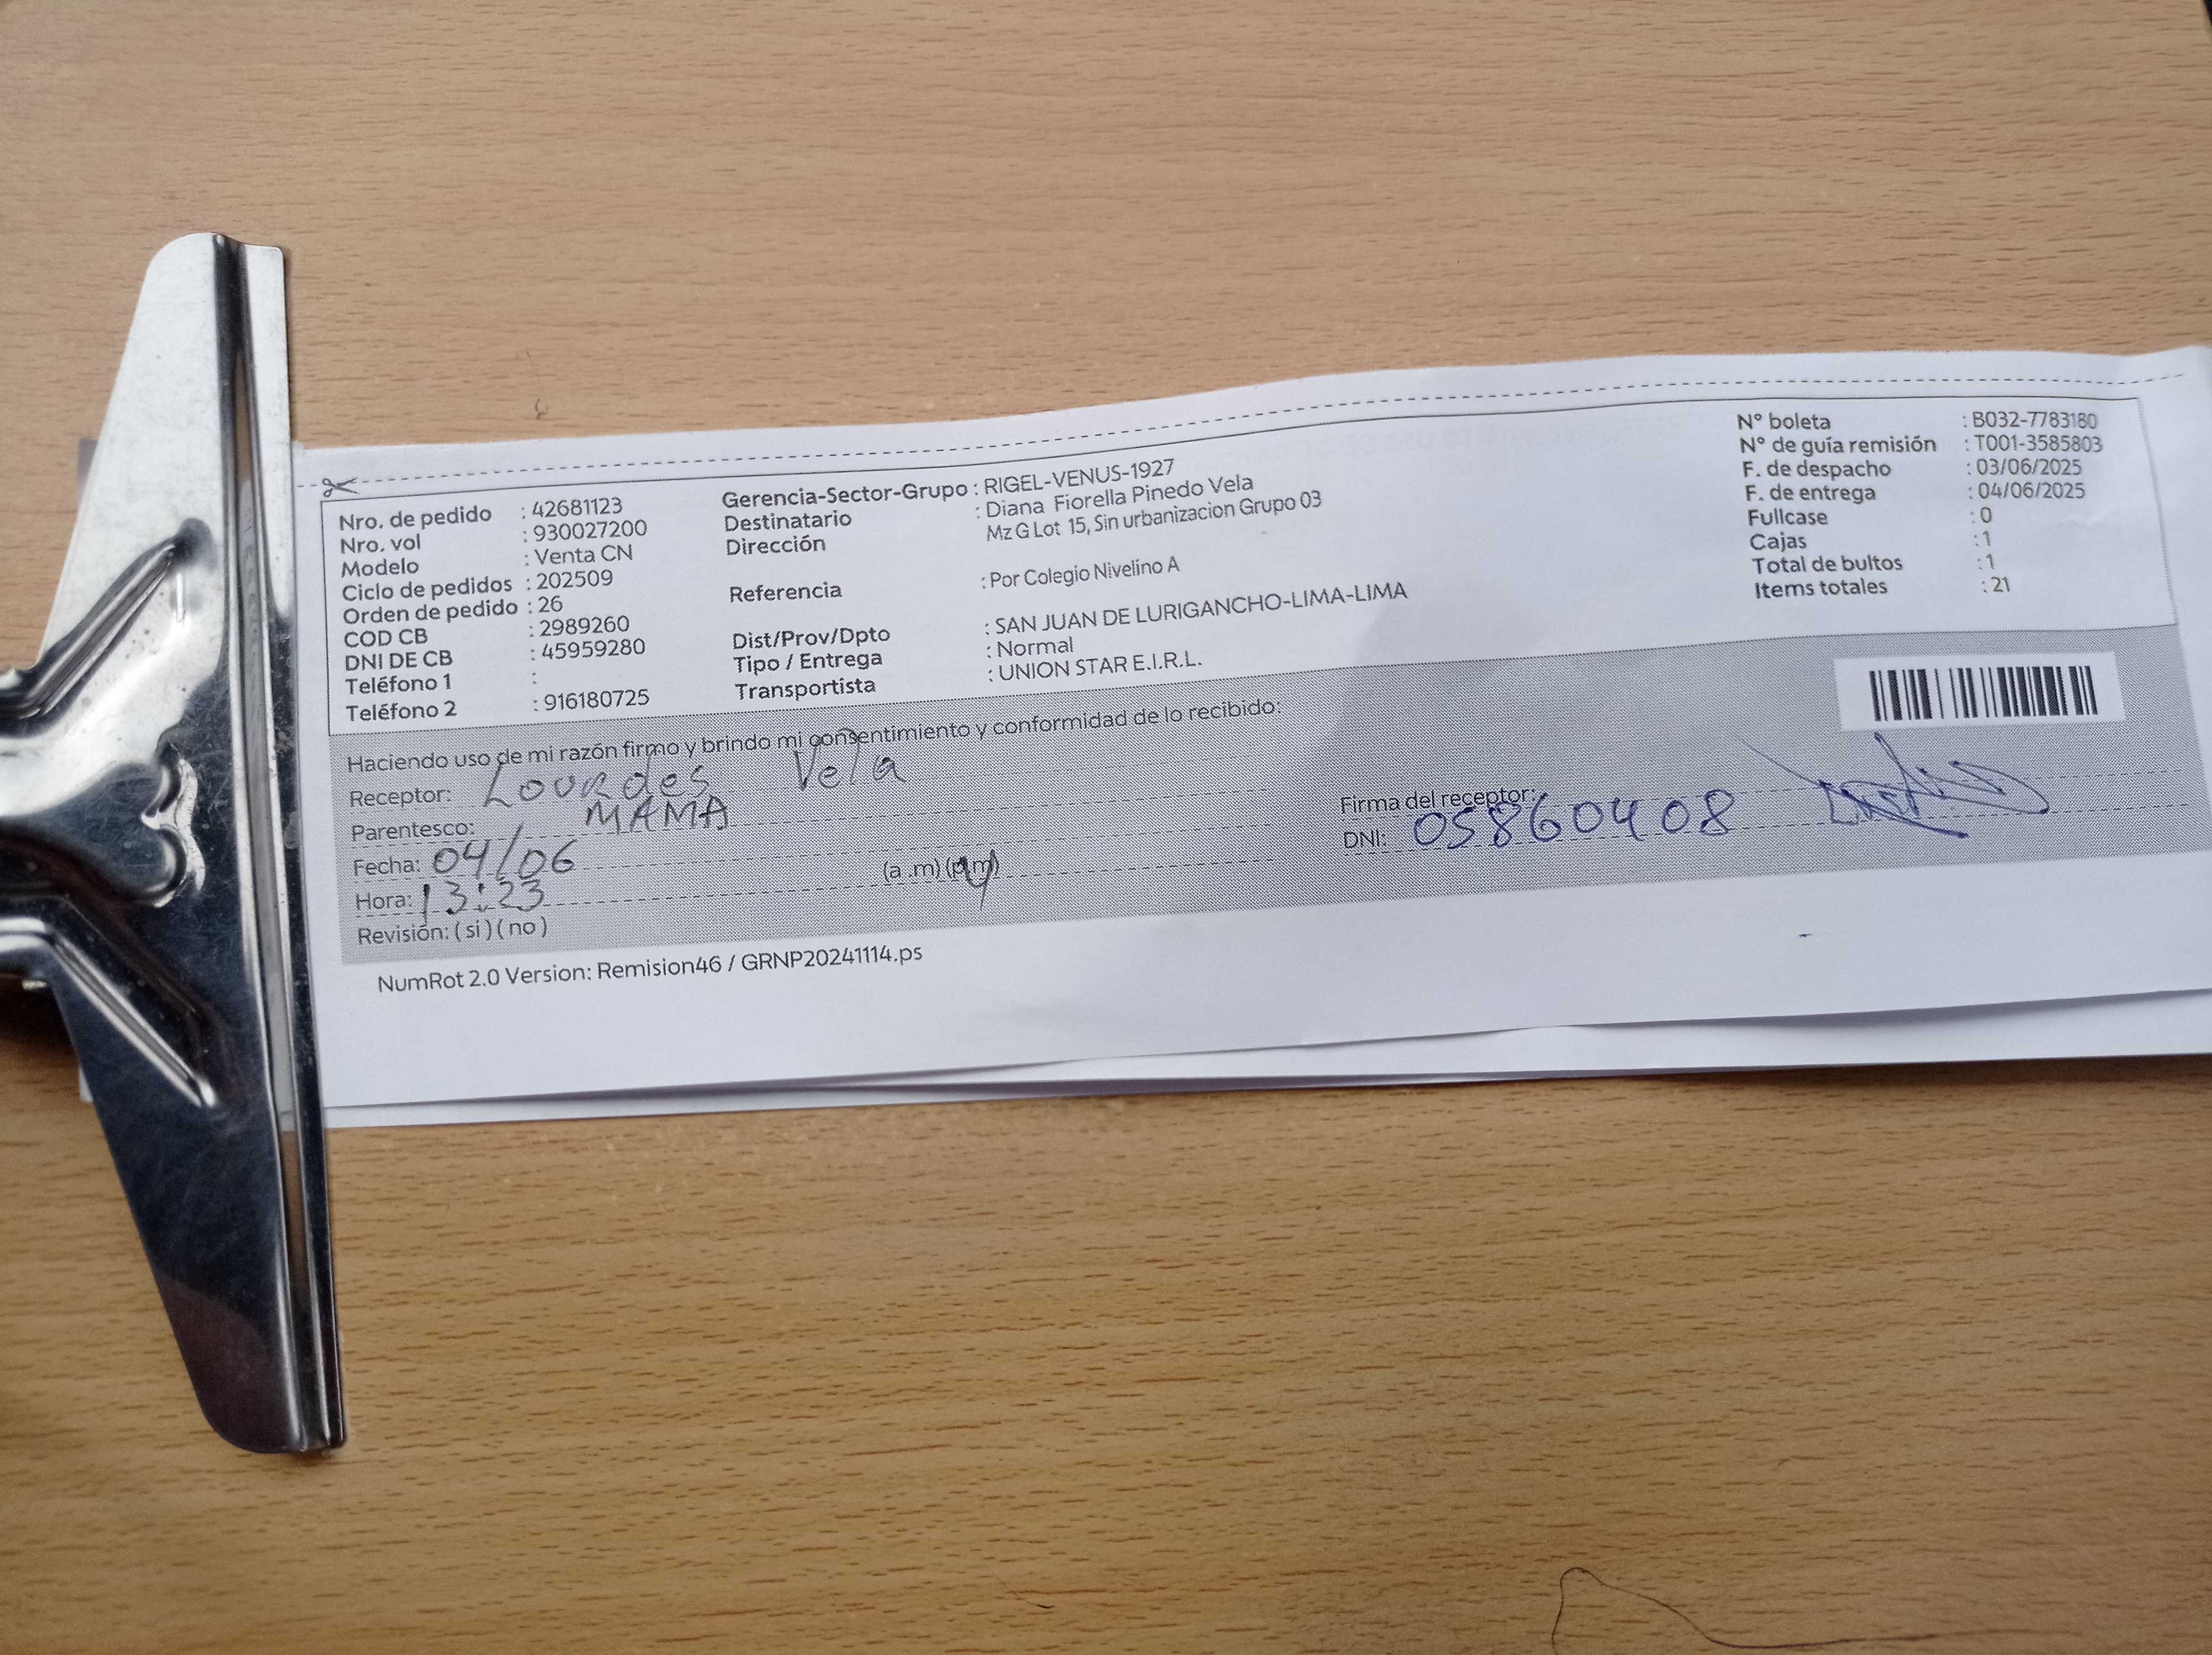 Nro. de pedido : 42681123
Nro. vol : 930027200
Modelo : Venta CN
Ciclo de pedidos : 202509
Orden de pedido : 26
COD CB : 2989260
DNI DE CB : 45959280
Teléfono 1 :
Teléfono 2 : 916180725
Gerencia-Sector-Grupo : RIGEL-VENUS-1927
Destinatario : Diana Fiorella Pinedo Vela
Dirección Mz G Lot 15, Sin urbanizacion Grupo 03
Referencia : Por Colegio Nivelino A
Dist/Prov/Dpto : SAN JUAN DE LURIGANCHO-LIMA-LIMA
Tipo / Entrega : Normal
Transportista : UNION STAR E.I.R.L.
N° boleta : B032-7783180
N° de guía remisión : T001-3585803
F. de despacho : 03/06/2025
F. de entrega : 04/06/2025
Fullcase : 0
Cajas : 1
Total de bultos : 1
Items totales : 21
Haciendo uso de mi razón firmo y brindo mi consentimiento y conformidad de lo recibido:
Receptor: Lourdes Vela
Parentesco: MAMA
Fecha: 04/06
Hora: 13:23 (a .m) (p.m)
Revisión: ( si ) ( no )
Firma del receptor:
DNI: 05860408
NumRot 2.0 Version: Remision46 / GRNP20241114.ps